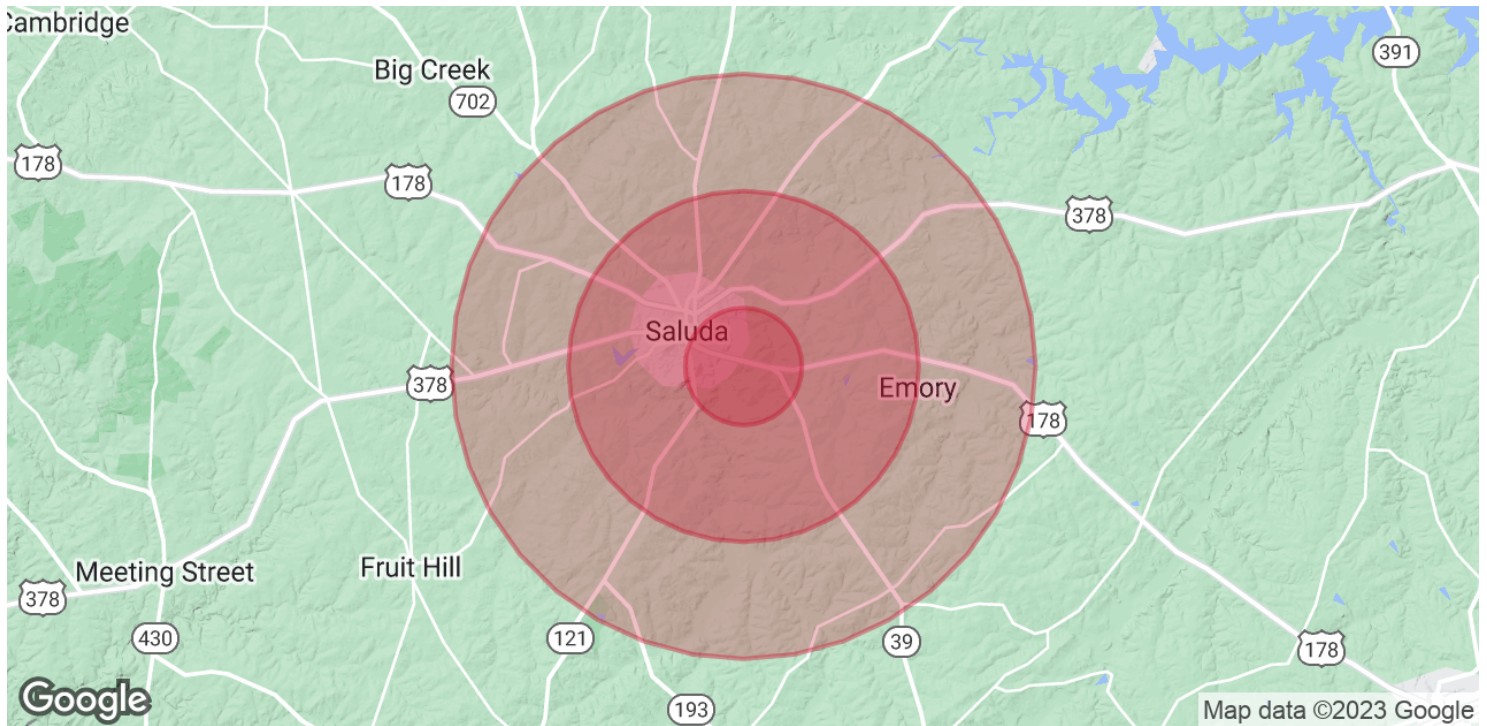 Cambridge
391
Big Creek
702
178
178
378
Saluda
378
Emory
178
Meeting Street
Fruit Hill
378
430
121
39
178
193
Google
Map data ©2023 Google